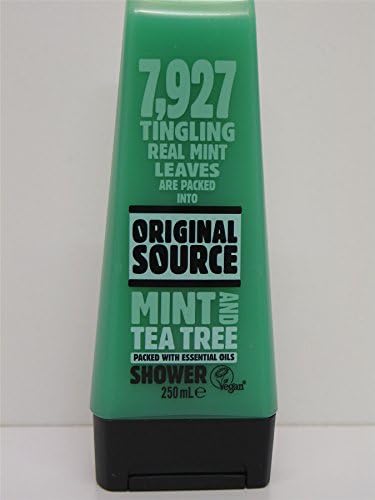 7,927
TINGLING
REAL MINT
LEAVES
ARE PACKED
INTO
ORIGINAL
SOURCE
MINT AND
TEA TREE
PACKED WITH ESSENTIAL OILS
SHOWER
Vegan
250 mL ℮